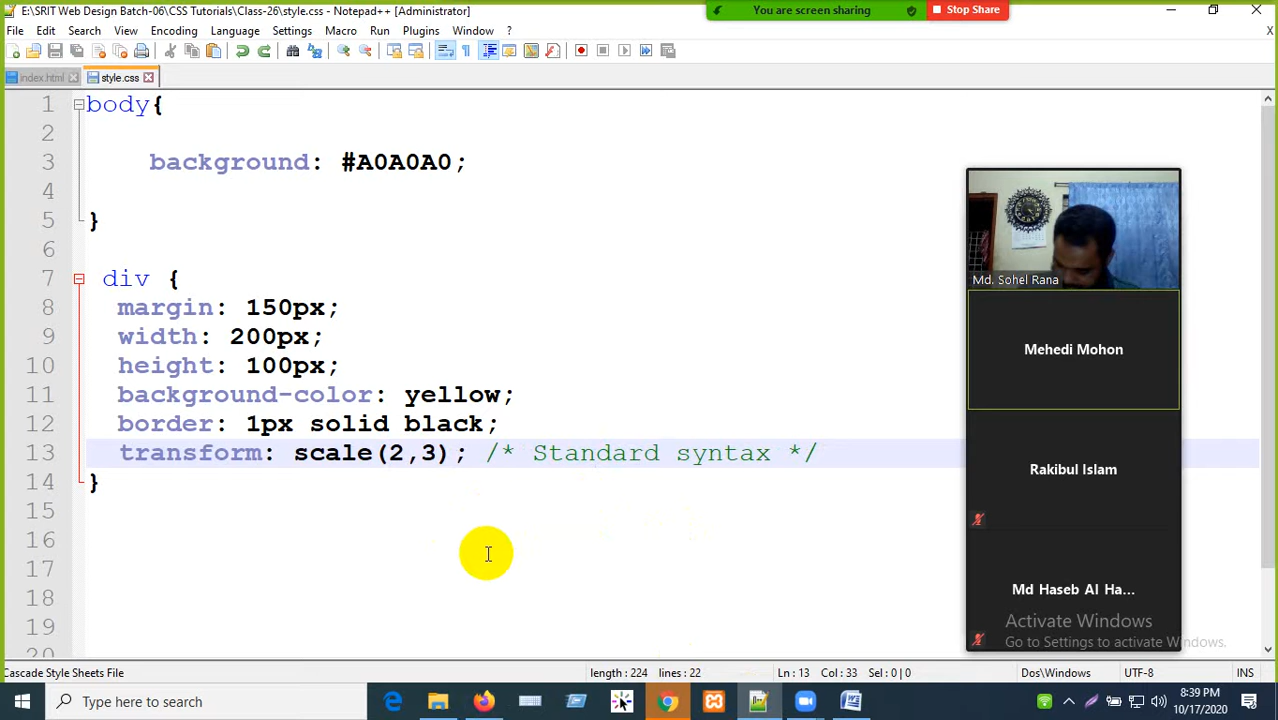 E:\SRIT Web Design Batch-06\CSS Tutorials\Class-26\style.css - Notepad++ [Administrator]
You are screen sharing
Stop Share
File Edit Search View Encoding Language Settings Macro Run Plugins Window ?
X
index.html style.css
1 body{
2
3 background: #A0A0A0;
4
5 }
6
7 div {
8 margin: 150px;
9 width: 200px;
10 height: 100px;
11 background-color: yellow;
12 border: 1px solid black;
13 transform: scale(2,3); /* Standard syntax */
14 }
15
16
17
18
19
20
Md. Sohel Rana
Mehedi Mohon
Rakibul Islam
Md Haseb Al Ha...
Activate Windows
Go to Settings to activate Windows.
Cascade Style Sheets File length : 224 lines : 22 Ln : 13 Col : 33 Sel : 0 | 0 Dos\Windows UTF-8 INS
Type here to search
8:39 PM
10/17/2020